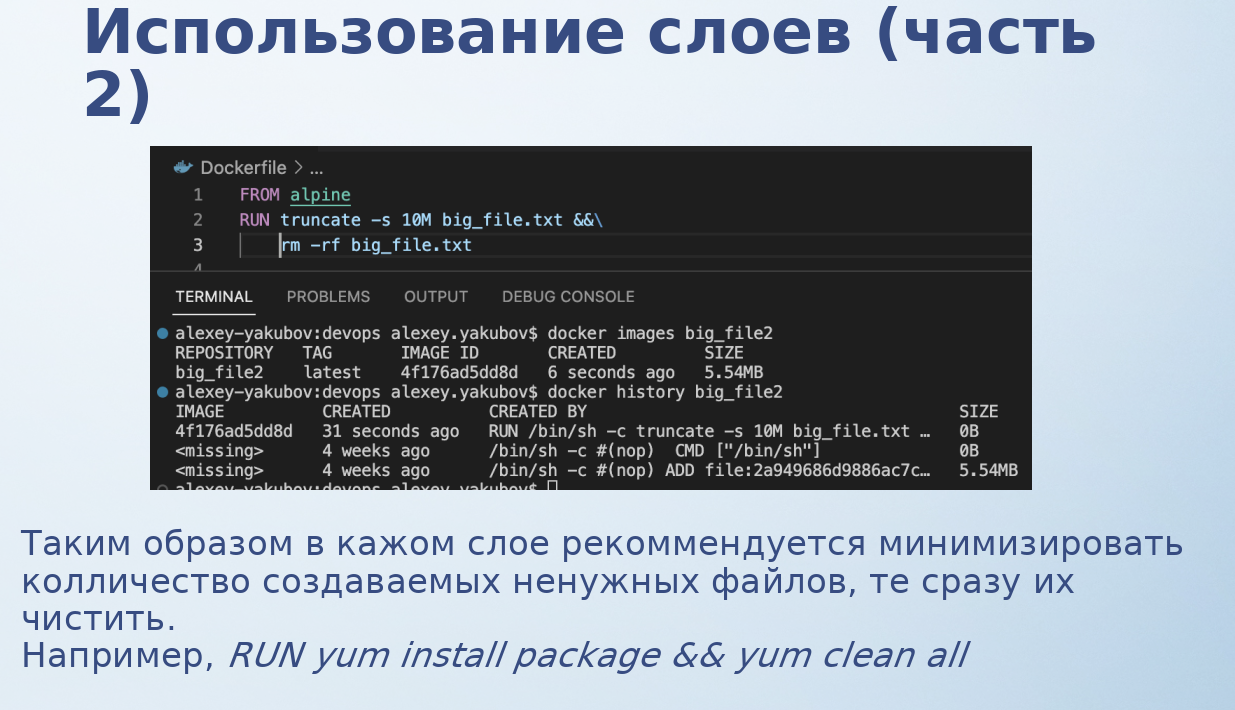 Использование слоев (часть
2)
Dockerfile > ...
1 FROM alpine
2 RUN truncate -s 10M big_file.txt &&\
3 rm -rf big_file.txt
4
TERMINAL PROBLEMS OUTPUT DEBUG CONSOLE
alexey-yakubov:devops alexey.yakubov$ docker images big_file2
REPOSITORY TAG IMAGE ID CREATED SIZE
big_file2 latest 4f176ad5dd8d 6 seconds ago 5.54MB
alexey-yakubov:devops alexey.yakubov$ docker history big_file2
IMAGE CREATED CREATED BY SIZE
4f176ad5dd8d 31 seconds ago RUN /bin/sh -c truncate -s 10M big_file.txt … 0B
<missing> 4 weeks ago /bin/sh -c #(nop) CMD ["/bin/sh"] 0B
<missing> 4 weeks ago /bin/sh -c #(nop) ADD file:2a949686d9886ac7c… 5.54MB
alexey-yakubov:devops alexey.yakubov$
Таким образом в кажом слое рекоммендуется минимизировать
колличество создаваемых ненужных файлов, те сразу их
чистить.
Например, RUN yum install package && yum clean all